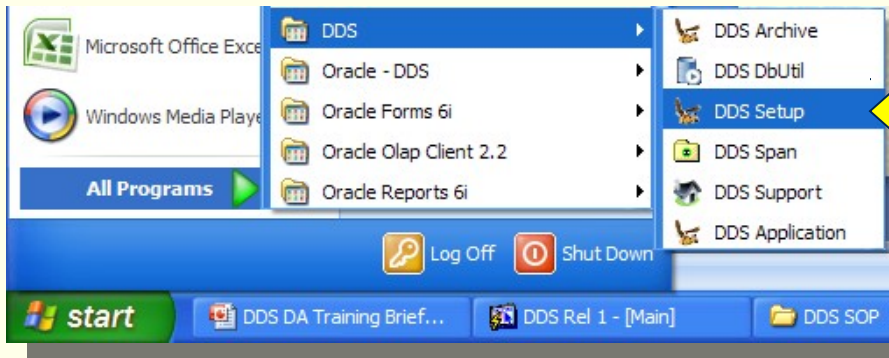 Microsoft Office Exce
Windows Media Playe
All Programs
DDS
Oracle - DDS
Oracle Forms 6i
Oracle Olap Client 2.2
Oracle Reports 6i
DDS Archive
DDS DbUtil
DDS Setup
DDS Span
DDS Support
DDS Application
Log Off
Shut Down
start
DDS DA Training Brief...
DDS Rel 1 - [Main]
DDS SOP